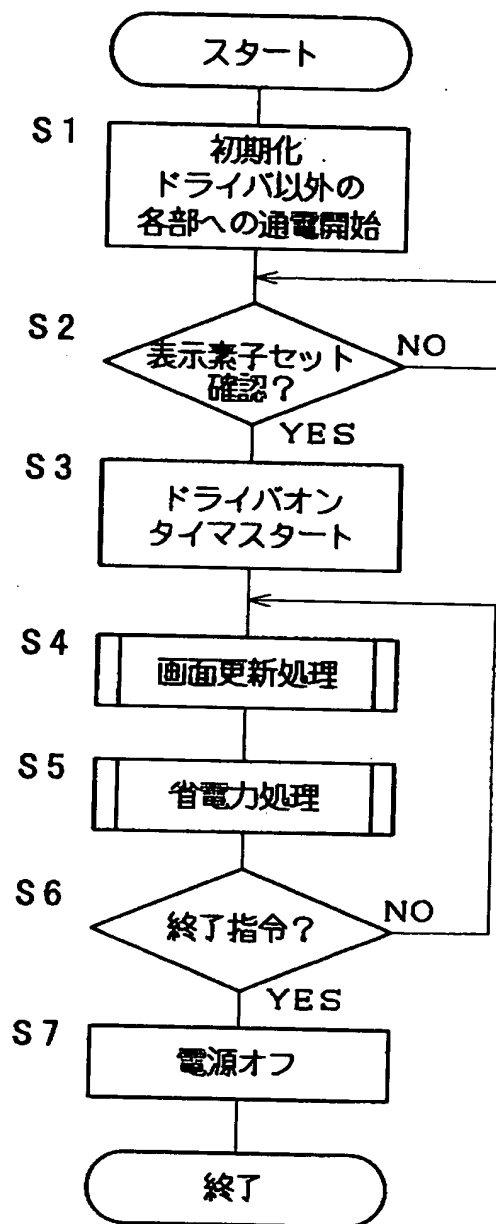 スタート
S1
初期化
ドライバ以外の
各部への通電開始
S2
表示素子セット
確認?
NO
YES
S3
ドライバオン
タイマスタート
S4
画面更新処理
S5
省電力処理
S6
終了指令?
NO
YES
S7
電源オフ
終了